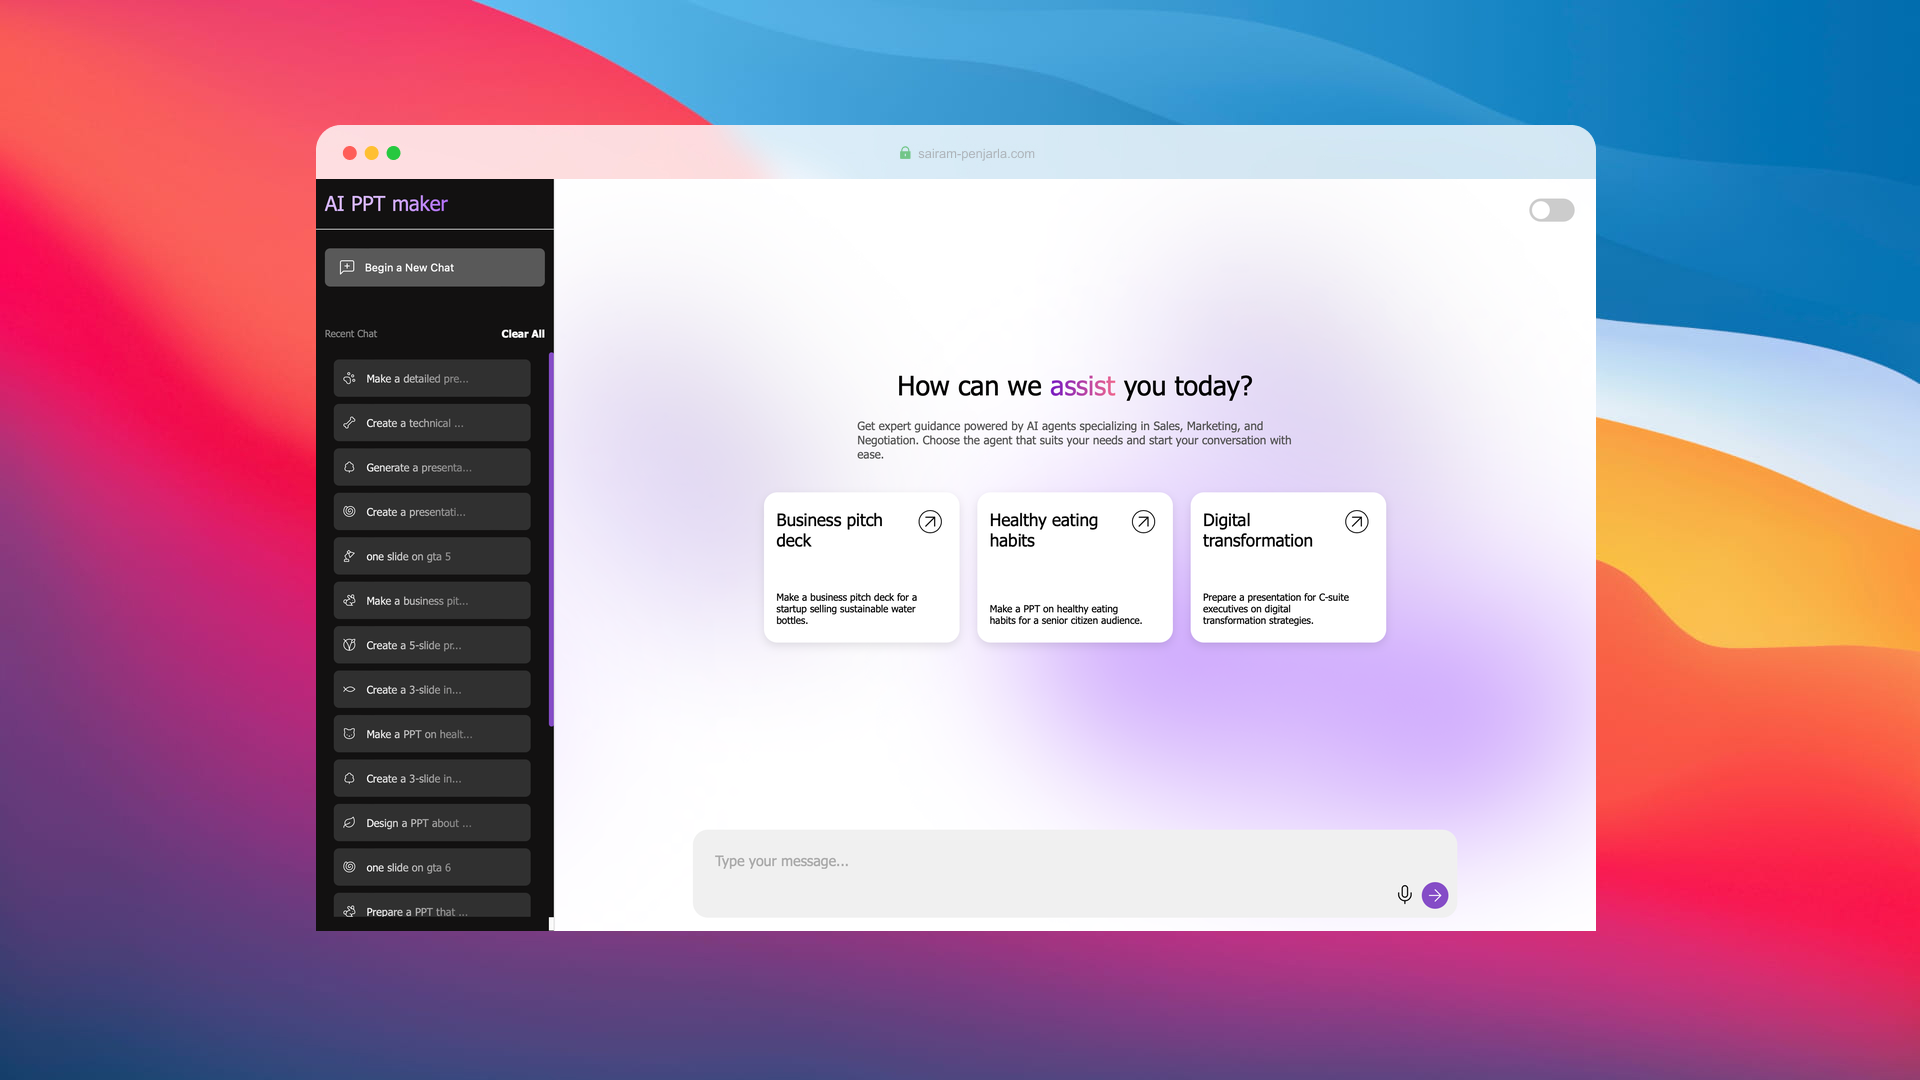 sairam-penjarla.com
AI PPT maker
Begin a New Chat
Recent Chat
Clear All
Make a detailed pre...
Create a technical ...
Generate a presenta...
Create a presentati...
one slide on gta 5
Make a business pit...
Create a 5-slide pr...
Create a 3-slide in...
Make a PPT on healt...
Create a 3-slide in...
Design a PPT about ...
one slide on gta 6
Prepare a PPT that ...
How can we assist you today?
Get expert guidance powered by AI agents specializing in Sales, Marketing, and
Negotiation. Choose the agent that suits your needs and start your conversation with
ease.
Business pitch
deck
Make a business pitch deck for a
startup selling sustainable water
bottles.
Healthy eating
habits
Make a PPT on healthy eating
habits for a senior citizen audience.
Digital
transformation
Prepare a presentation for C-suite
executives on digital
transformation strategies.
Type your message...